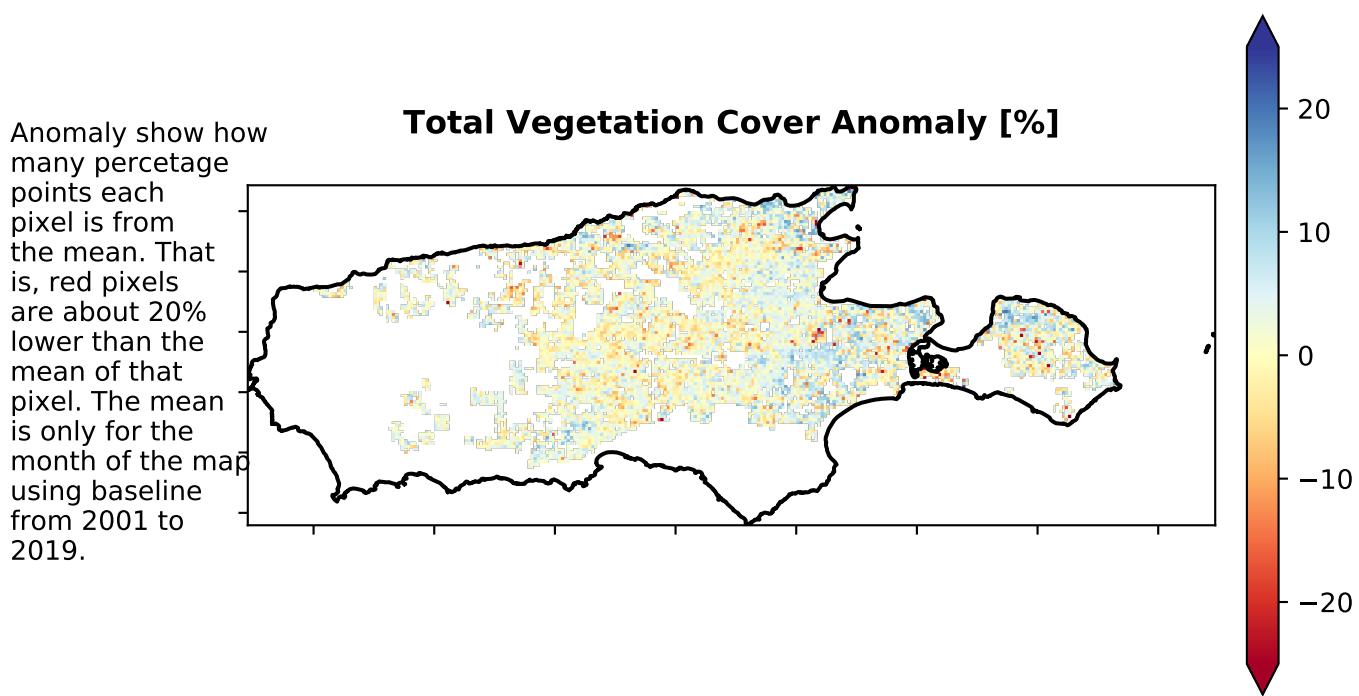 Total Vegetation Cover Anomaly [%]
Anomaly show how
many percetage
points each
pixel is from
the mean. That
is, red pixels
are about 20%
lower than the
mean of that
pixel. The mean
is only for the
month of the map
using baseline
from 2001 to
2019.
20
10
0
−10
−20